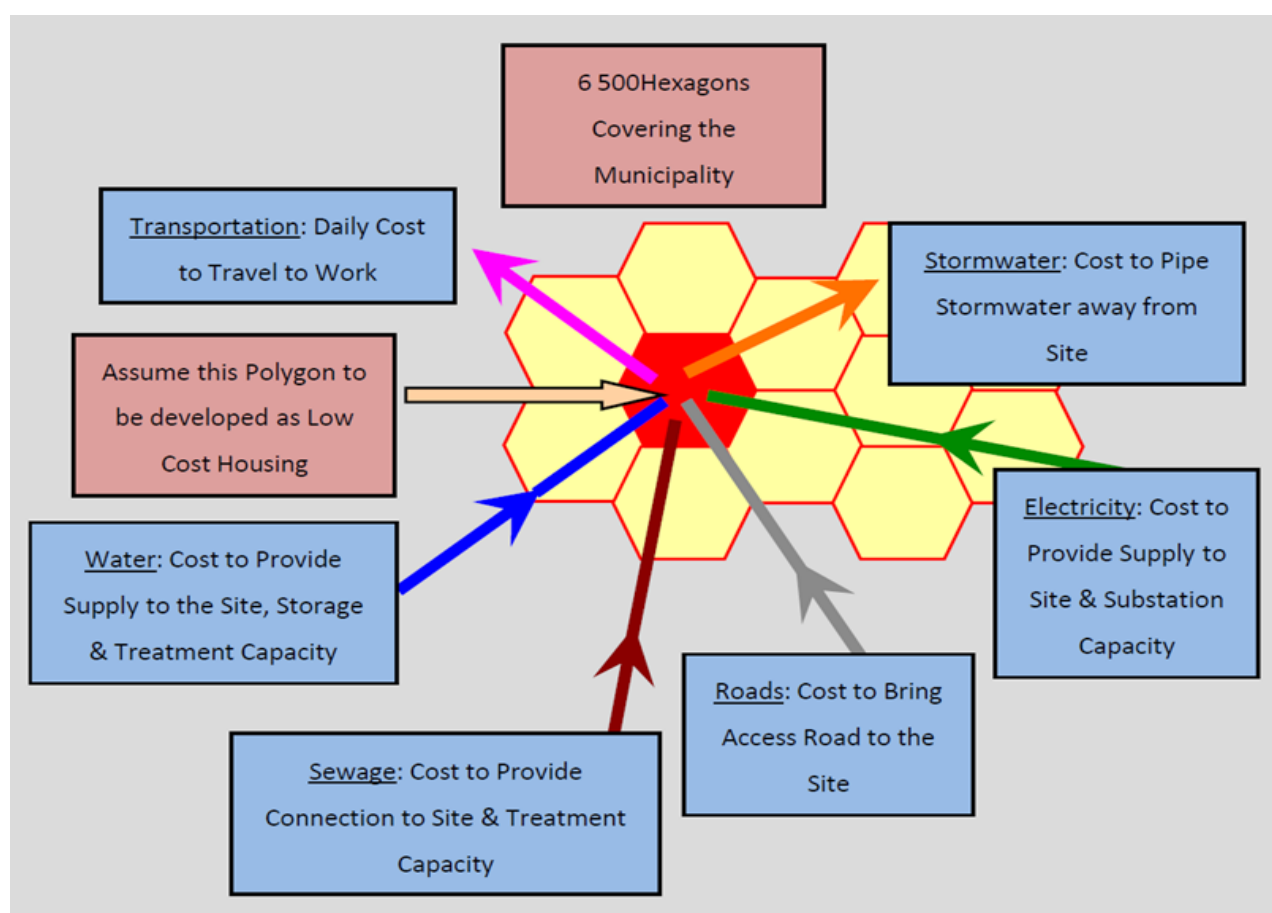 6 500Hexagons
Covering the
Municipality
Transportation: Daily Cost
to Travel to Work
Stormwater: Cost to Pipe
Stormwater away from
Site
Assume this Polygon to
be developed as Low
Cost Housing
Water: Cost to Provide
Supply to the Site, Storage
& Treatment Capacity
Electricity: Cost to
Provide Supply to
Site & Substation
Capacity
Roads: Cost to Bring
Access Road to the
Site
Sewage: Cost to Provide
Connection to Site & Treatment
Capacity